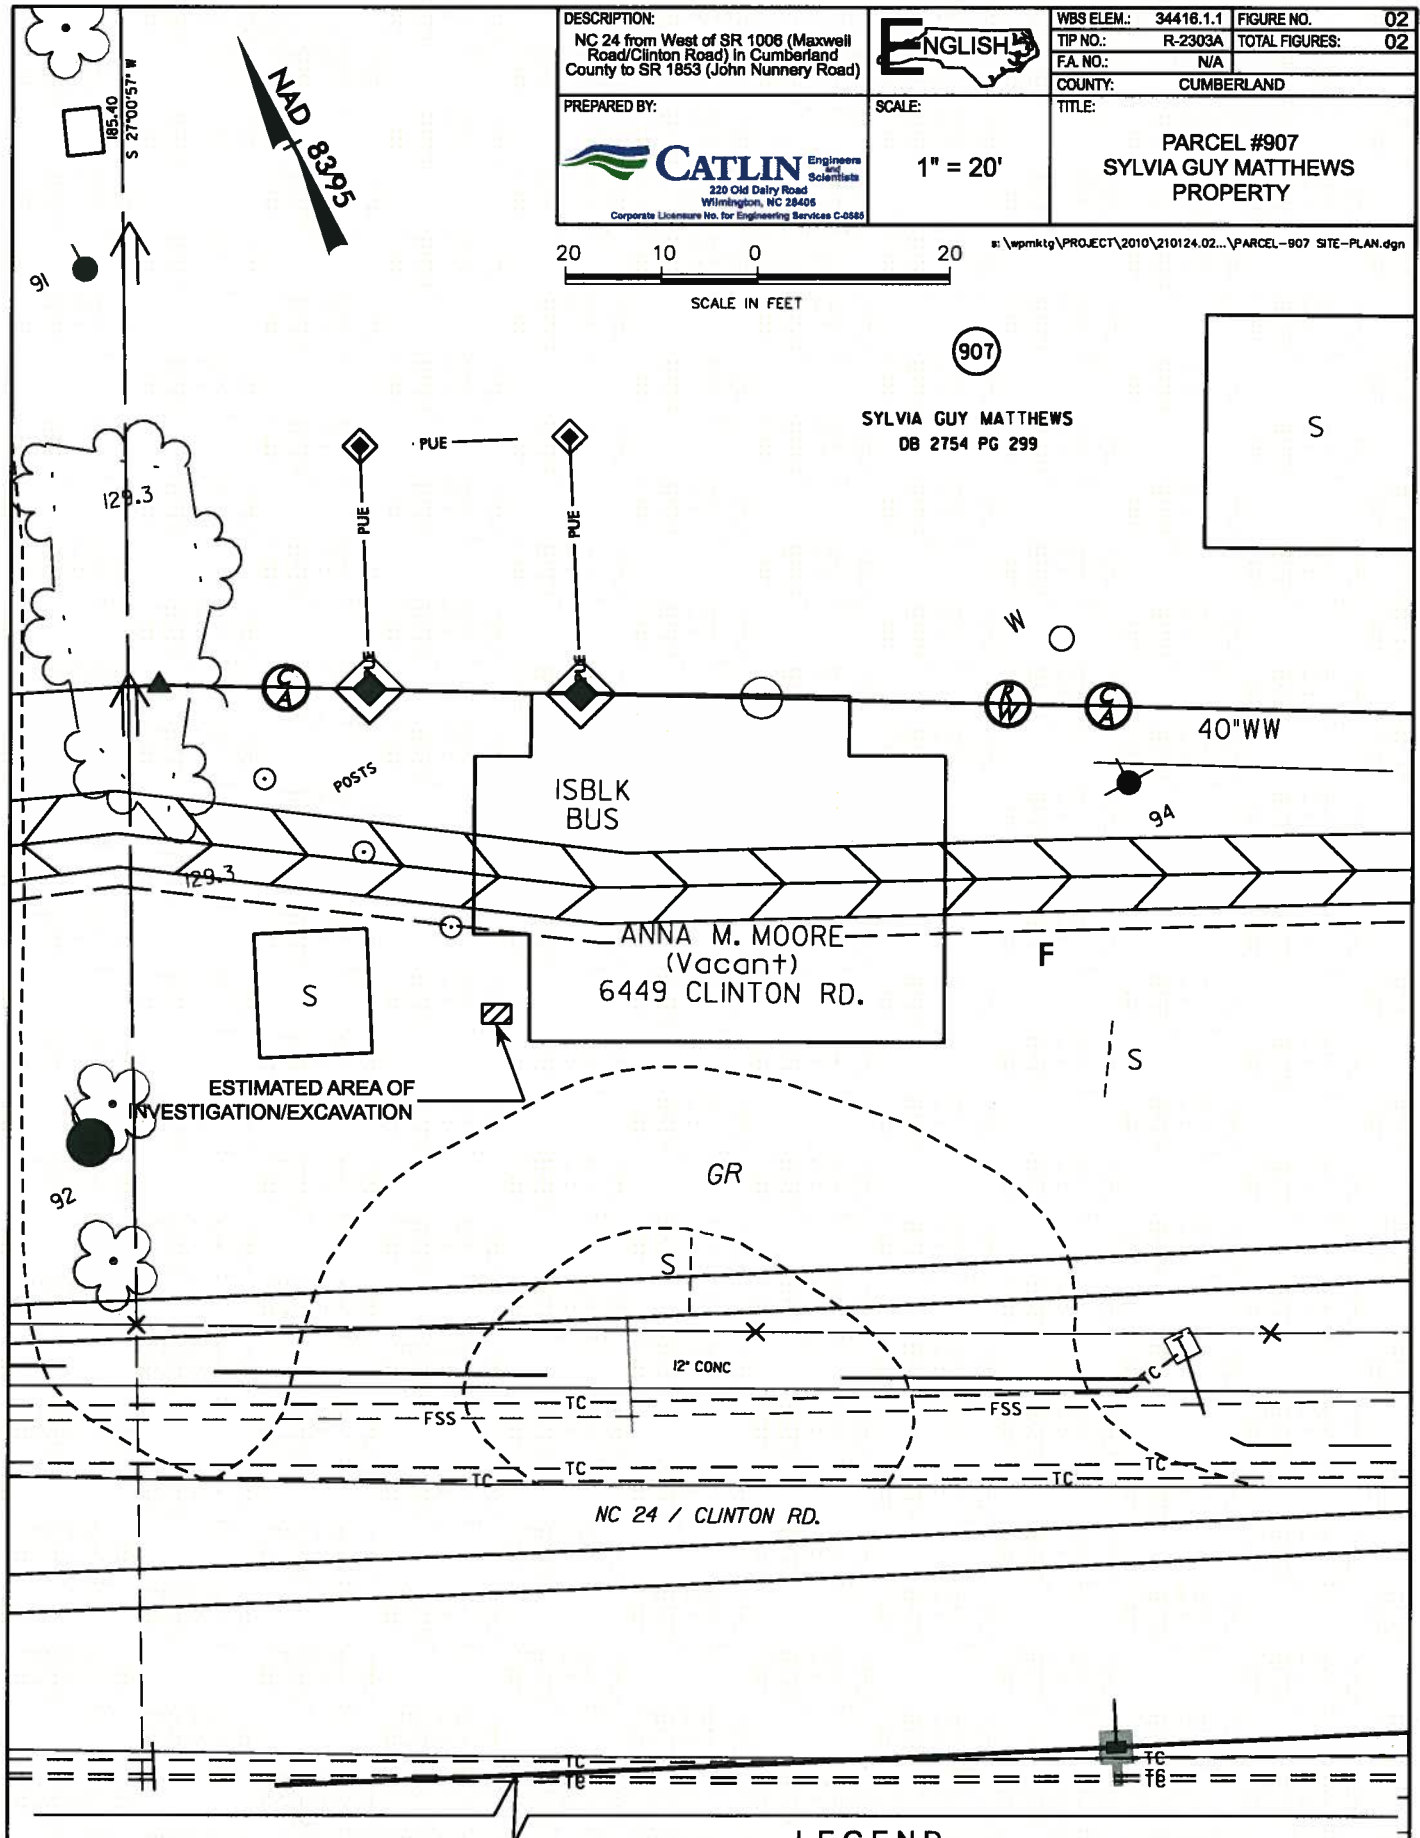 DESCRIPTION:
NC 24 from West of SR 1006 (Maxwell
Road/Clinton Road) in Cumberland
County to SR 1853 (John Nunnery Road)
ENGLISH
WBS ELEM.: 34416.1.1 FIGURE NO. 02
TIP NO.: R-2303A TOTAL FIGURES: 02
F.A. NO.: N/A
COUNTY: CUMBERLAND
PREPARED BY:
CATLIN Engineers and Scientists
220 Old Dairy Road
Wilmington, NC 28405
Corporate Licensure No. for Engineering Services C-0585
SCALE:
1" = 20'
TITLE:
PARCEL #907
SYLVIA GUY MATTHEWS
PROPERTY
s:\wpmktg\PROJECT\2010\210124.02...\PARCEL-907 SITE-PLAN.dgn
185.40
S 27°00'57" W
NAD 83/95
20 10 0 20
SCALE IN FEET
91
907
SYLVIA GUY MATTHEWS
DB 2754 PG 299
S
PUE
129.3
PUE
PUE
W
PUE
PUE
C
A
R
W
C
A
40"WW
POSTS
ISBLK
BUS
94
129.3
ANNA M. MOORE
(Vacant)
6449 CLINTON RD.
F
S
S
ESTIMATED AREA OF
INVESTIGATION/EXCAVATION
GR
92
S
T
12" CONC
TC
TC
FSS
FSS
TC
TC
TC
TC
NC 24 / CLINTON RD.
TC
TC
LEGEND